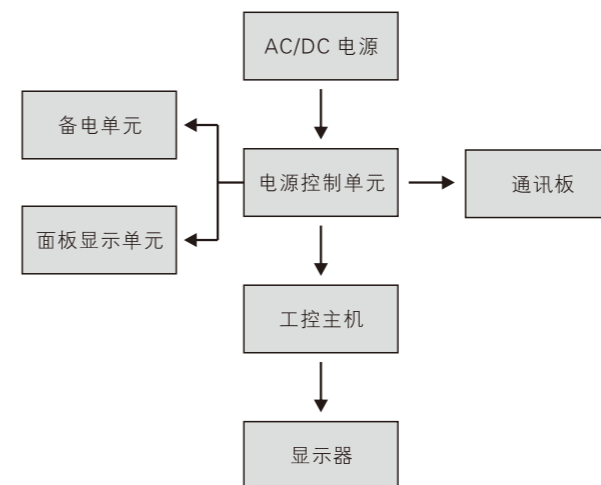 AC/DC 电源
备电单元
电源控制单元
通讯板
面板显示单元
工控主机
显示器